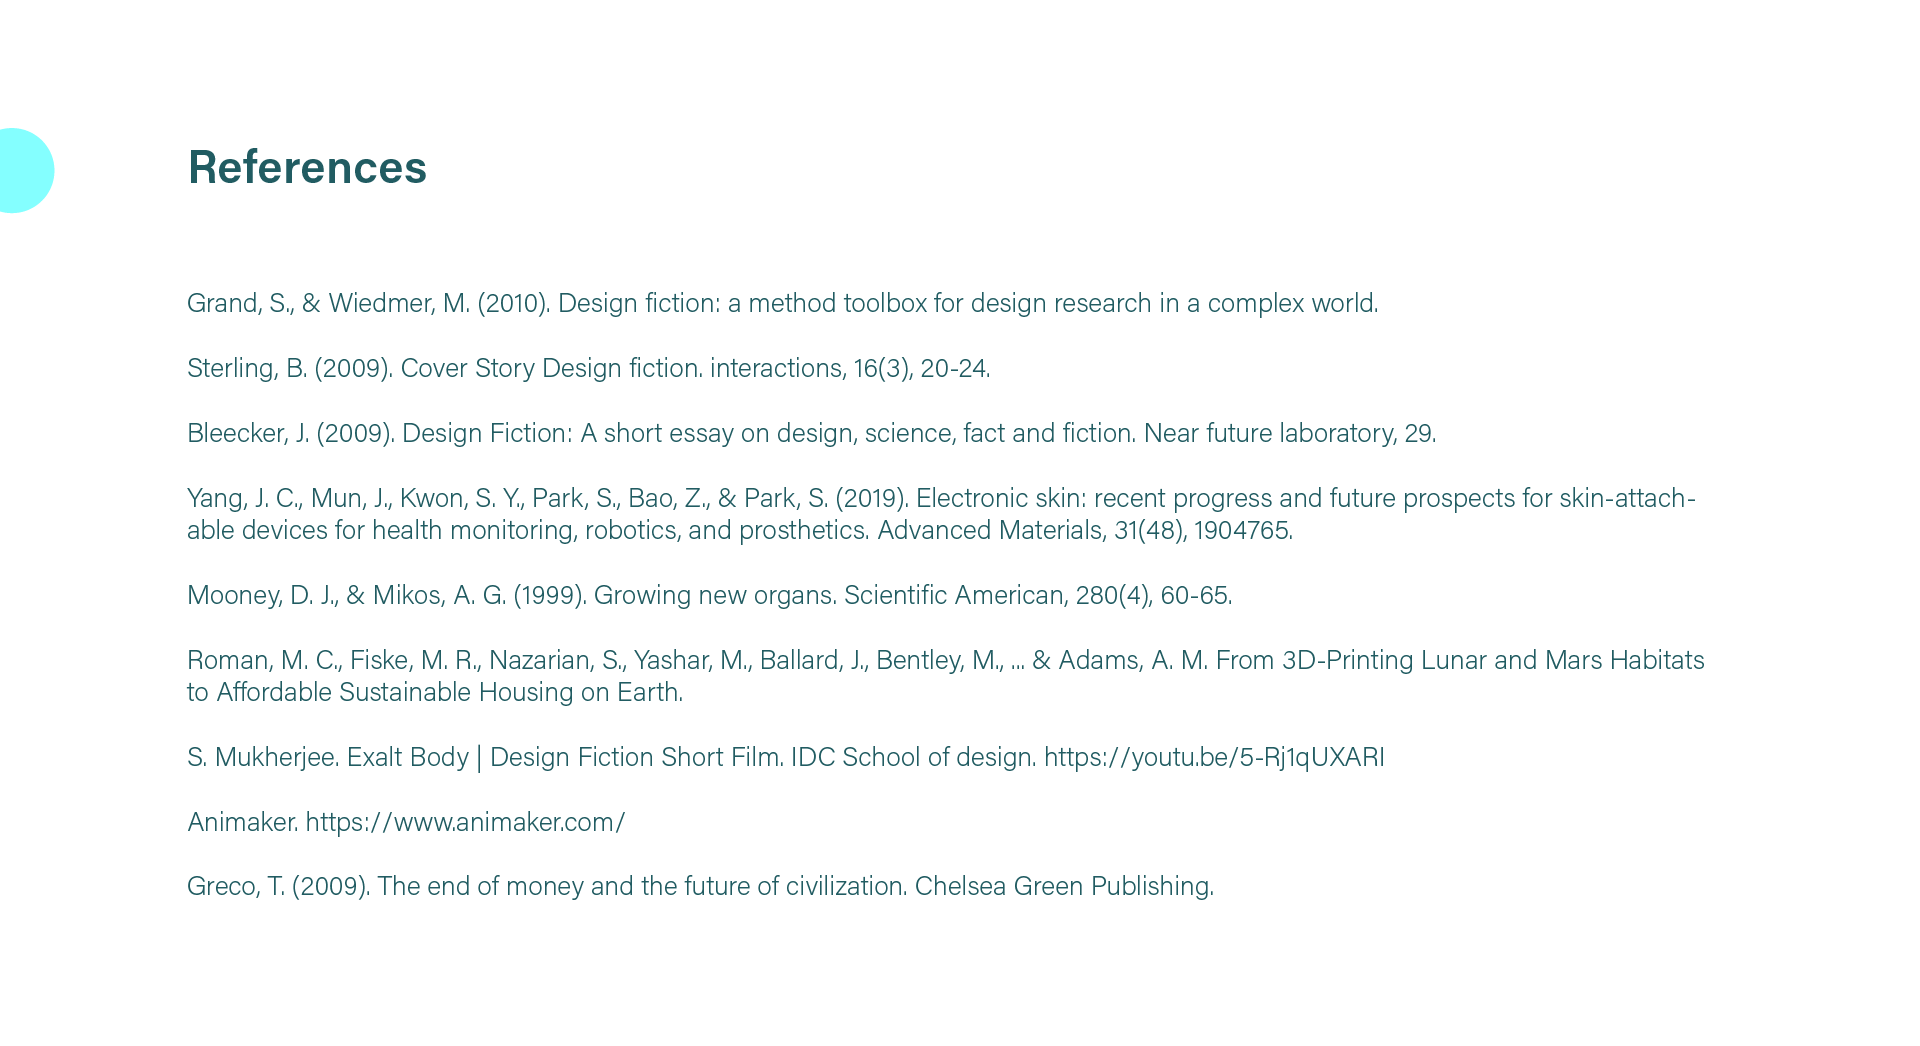 References
Grand, S., & Wiedmer, M. (2010). Design fiction: a method toolbox for design research in a complex world.
Sterling, B. (2009). Cover Story Design fiction. interactions, 16(3), 20-24.
Bleecker, J. (2009). Design Fiction: A short essay on design, science, fact and fiction. Near future laboratory, 29.
Yang, J. C., Mun, J., Kwon, S. Y., Park, S., Bao, Z., & Park, S. (2019). Electronic skin: recent progress and future prospects for skin-attach-
able devices for health monitoring, robotics, and prosthetics. Advanced Materials, 31(48), 1904765.
Mooney, D. J., & Mikos, A. G. (1999). Growing new organs. Scientific American, 280(4), 60-65.
Roman, M. C., Fiske, M. R., Nazarian, S., Yashar, M., Ballard, J., Bentley, M., ... & Adams, A. M. From 3D-Printing Lunar and Mars Habitats
to Affordable Sustainable Housing on Earth.
S. Mukherjee. Exalt Body | Design Fiction Short Film. IDC School of design. https://youtu.be/5-Rj1qUXARI
Animaker. https://www.animaker.com/
Greco, T. (2009). The end of money and the future of civilization. Chelsea Green Publishing.